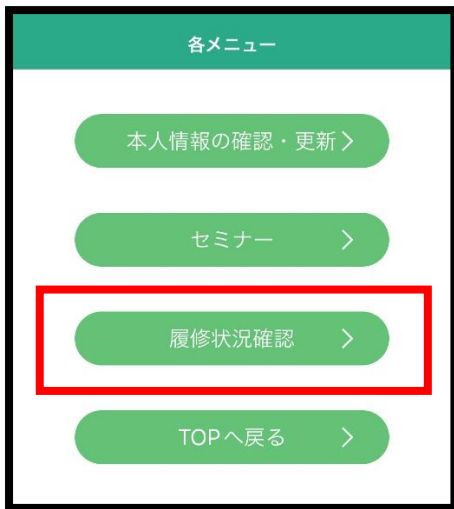 各メニュー
本人情報の確認・更新
セミナー
履修状況確認
TOPへ戻る